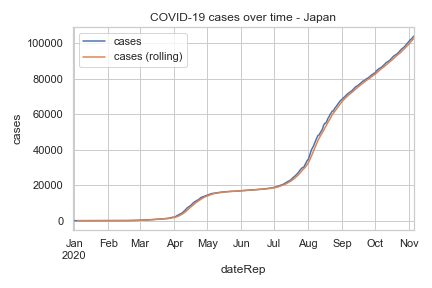 COVID-19 cases over time - Japan
cases
cases (rolling)
100000
80000
60000
40000
20000
0
cases
Jan Feb Mar Apr May Jun Jul Aug Sep Oct Nov
2020
dateRep